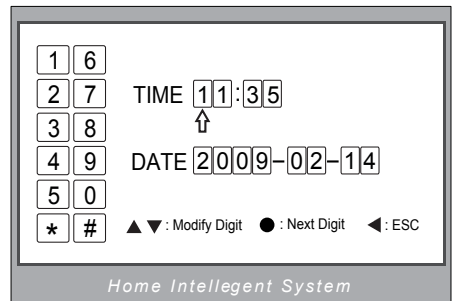 1 6
2 7
3 8
4 9
5 0
* #
TIME 11:35
DATE 2009-02-14
▲ ▼ : Modify Digit ● : Next Digit ◀ : ESC
Home Intellegent System